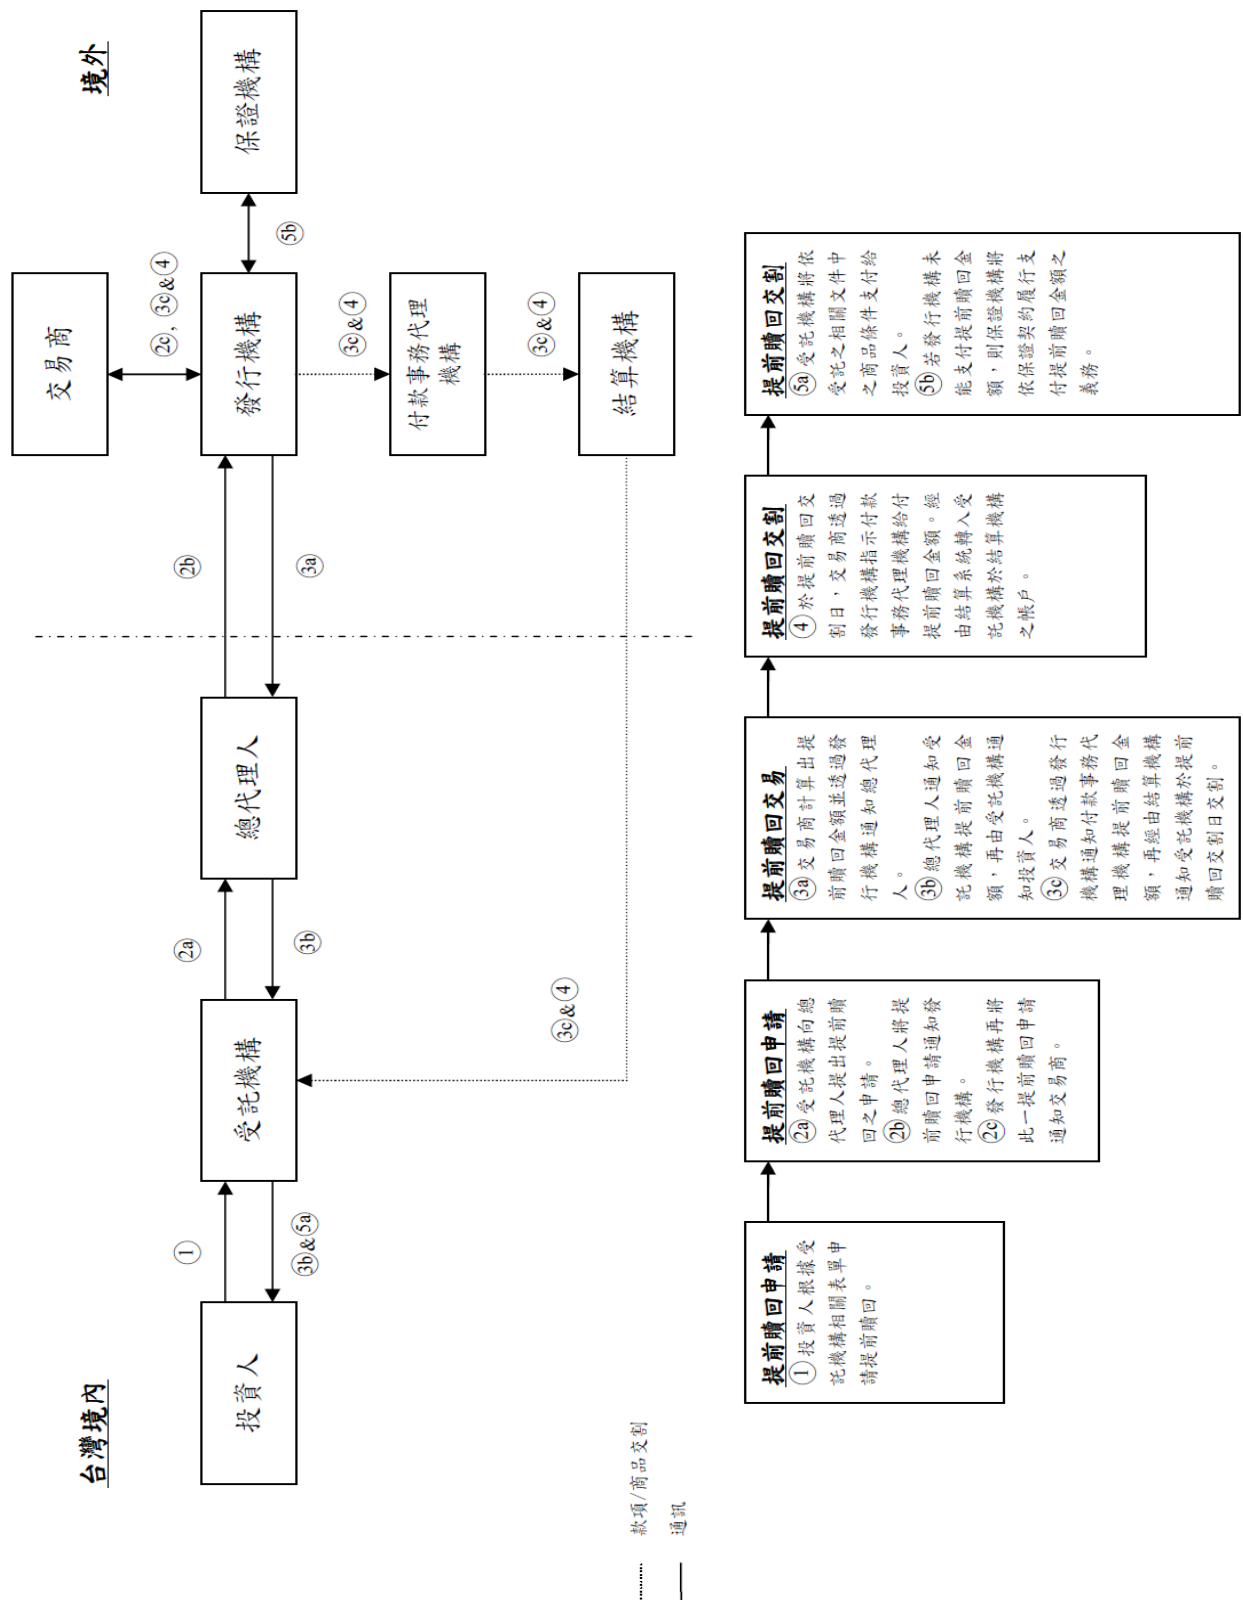 台灣境內
境外
投資人
受託機構
總代理人
發行機構
交易商
保證機構
付款事務代理
機構
結算機構
①
3b&5a
2a
3b
2b
3a
2c, 3c&4
5b
3c&4
3c&4
3c&4
款項/商品交割
通訊
提前贖回申請
①投資人根據受
託機構相關表單申
請提前贖回。
提前贖回申請
2a受託機構向總
代理人提出提前贖
回之申請。
2b總代理人將提
前贖回申請通知發
行機構。
2c發行機構再將
此一提前贖回申請
通知交易商。
提前贖回交易
3a交易商計算出提
前贖回金額並透過發
行機構通知總代理
人。
3b總代理人通知受
託機構提前贖回金
額，再由受託機構通
知投資人。
3c交易商透過發行
機構通知付款事務代
理機構提前贖回金
額，再經由結算機構
通知受託機構於提前
贖回交割日交割。
提前贖回交割
④於提前贖回交
割日，交易商透過
發行機構指示付款
事務代理機構給付
提前贖回金額。經
由結算系統轉入受
託機構於結算機構
之帳戶。
提前贖回交割
5a受託機構將依
受託之相關文件中
之商品條件支付給
投資人。
5b若發行機構未
能支付提前贖回金
額，則保證機構將
依保證契約履行支
付提前贖回金額之
義務。